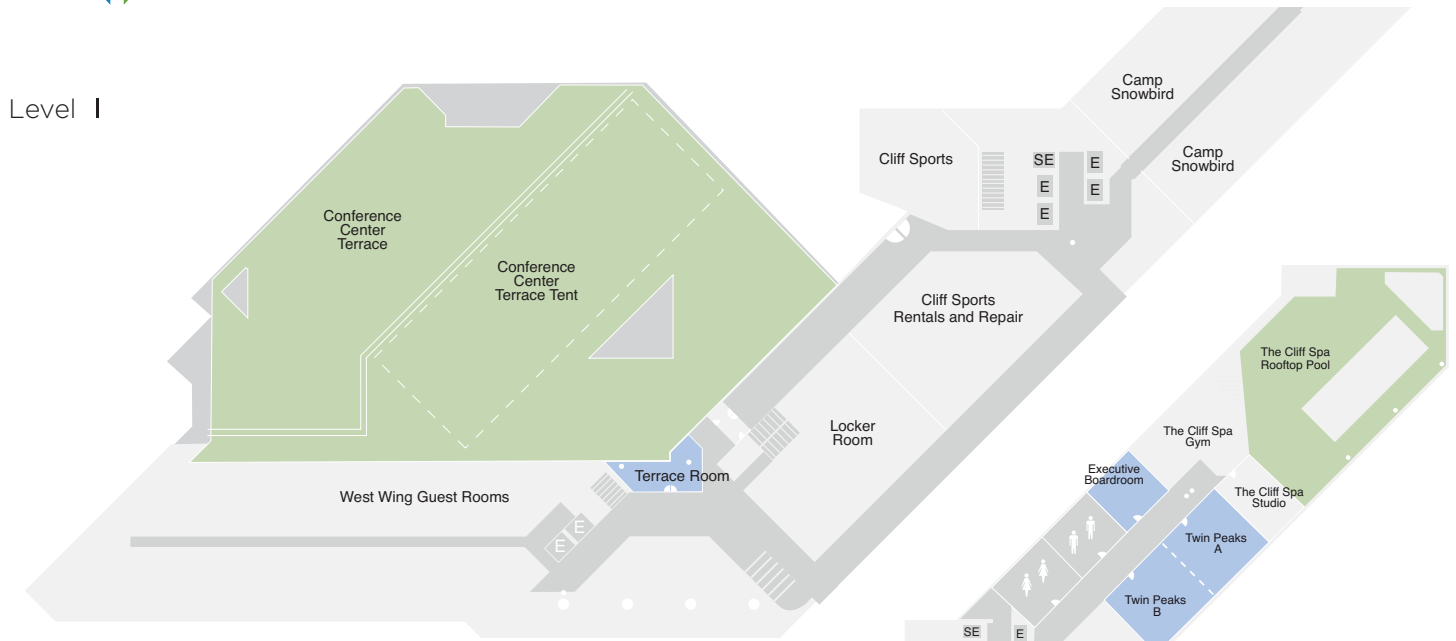 Level 1
Camp
Snowbird
Camp
Snowbird
Cliff Sports
SE
E
E
E
E
Conference
Center
Terrace
Conference
Center
Terrace Tent
Cliff Sports
Rentals and Repair
Locker
Room
Terrace Room
West Wing Guest Rooms
E
E
The Cliff Spa
Rooftop Pool
The Cliff Spa
Gym
Executive
Boardroom
The Cliff Spa
Studio
Twin Peaks
A
Twin Peaks
B
SE
E